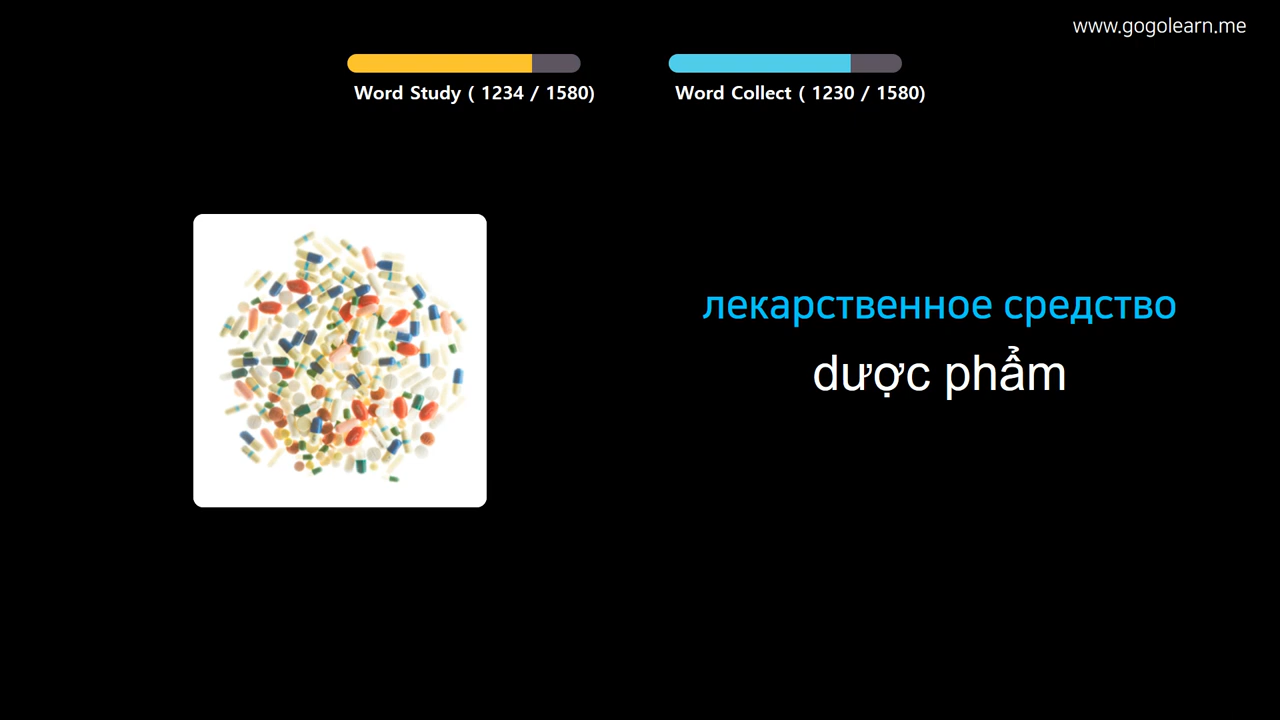 www.gogolearn.me
Word Study ( 1234 / 1580)
Word Collect ( 1230 / 1580)
лекарственное средство
dược phẩm